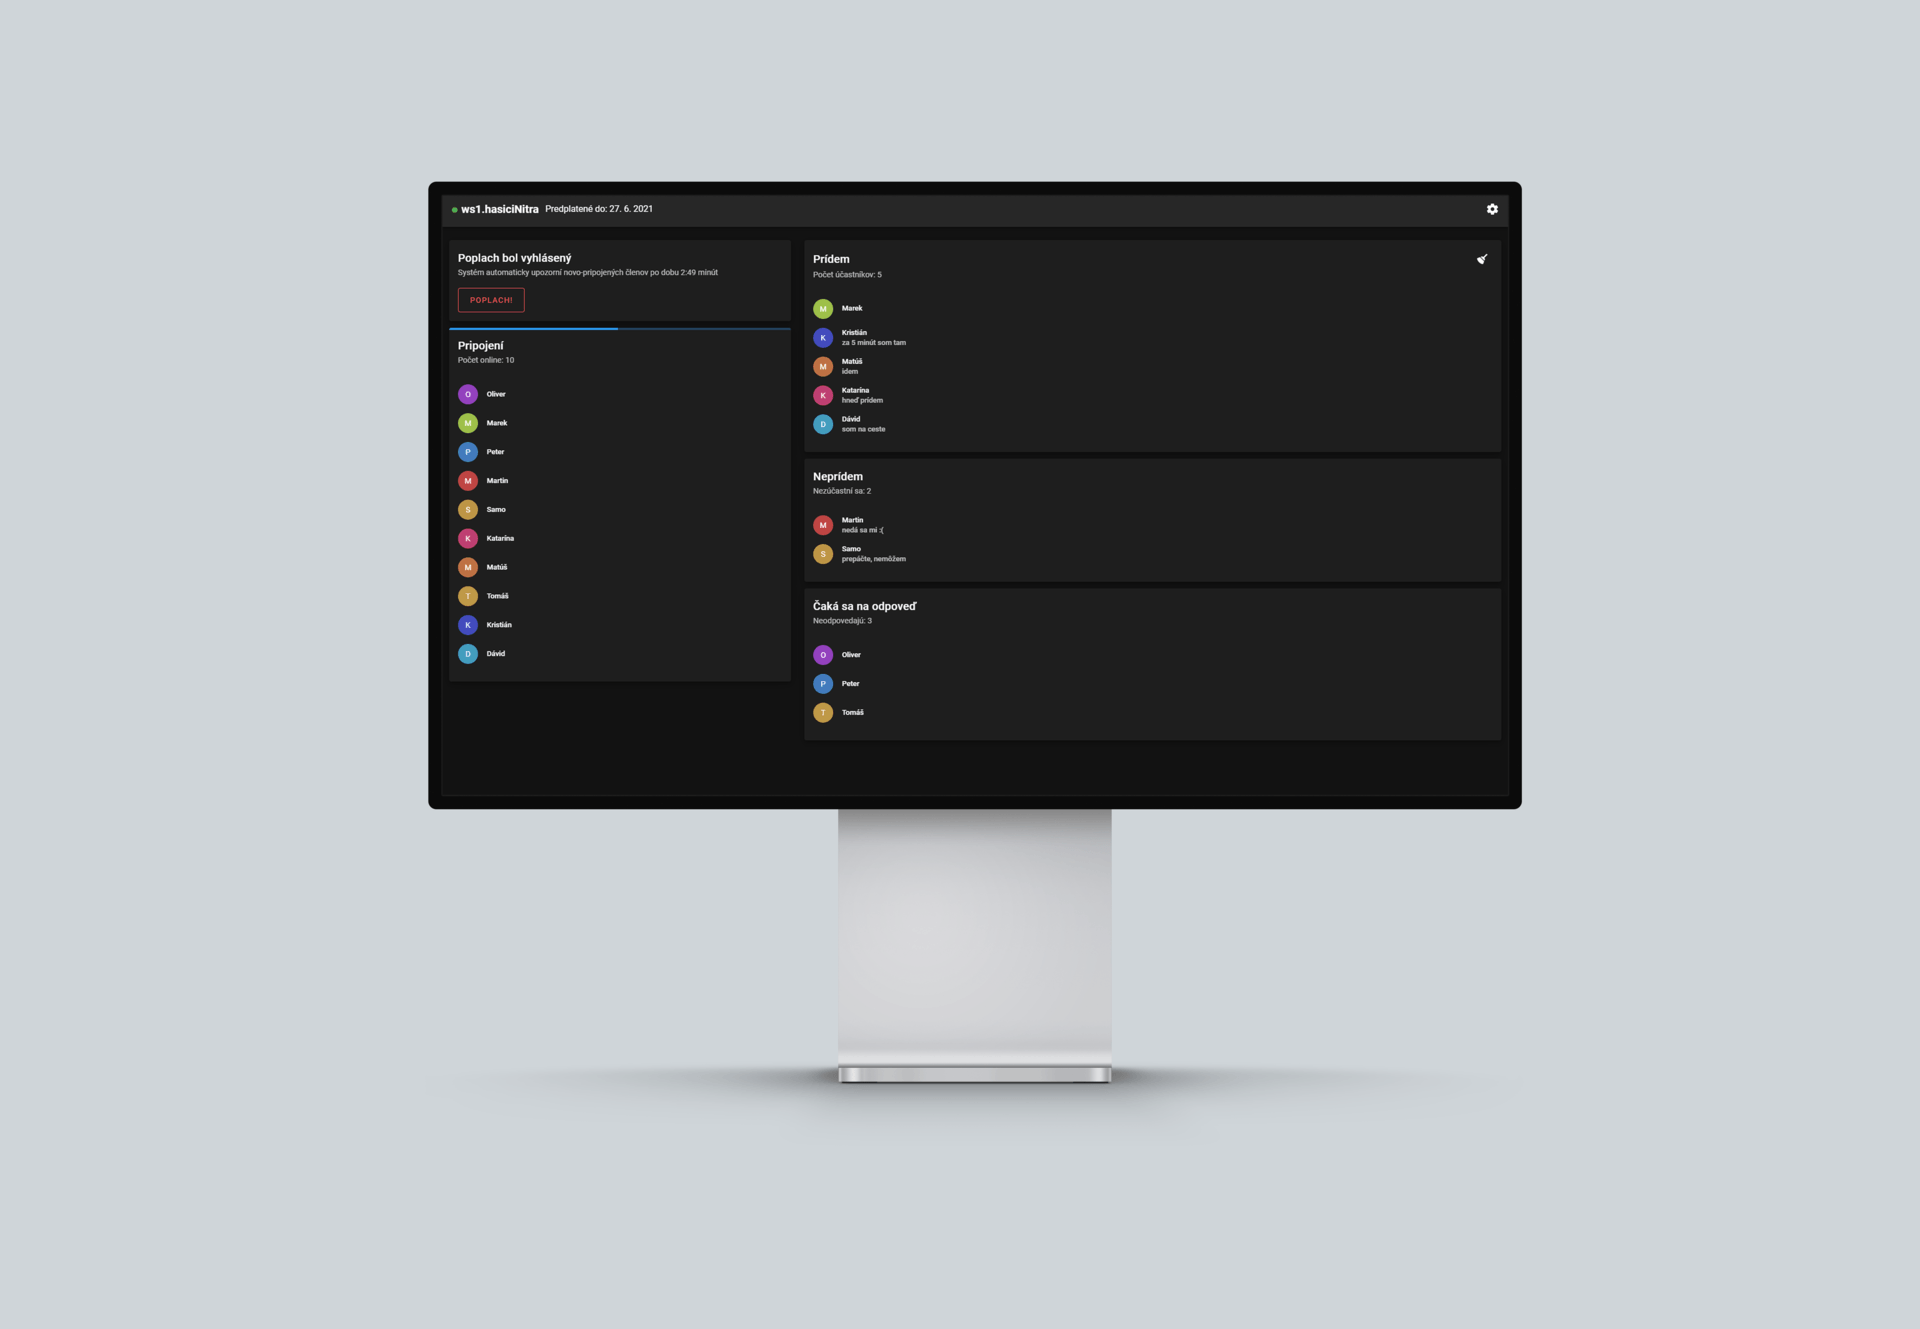 ws1.hasiciNitra Predplatené do: 27. 6. 2021
Poplach bol vyhlásený
Systém automaticky upozorní novo-pripojených členov po dobu 2:49 minút
POPLACH!
Pripojení
Počet online: 10
O Oliver
M Marek
P Peter
M Martin
S Samo
K Katarína
M Matúš
T Tomáš
K Kristián
D Dávid
Prídem
Počet účastníkov: 5
M Marek
K Kristián
za 5 minút som tam
M Matúš
idem
K Katarína
hneď prídem
D Dávid
som na ceste
Neprídem
Nezúčastní sa: 2
M Martin
nedá sa mi :(
S Samo
prepáčte, nemôžem
Čaká sa na odpoveď
Neodpovedajú: 3
O Oliver
P Peter
T Tomáš